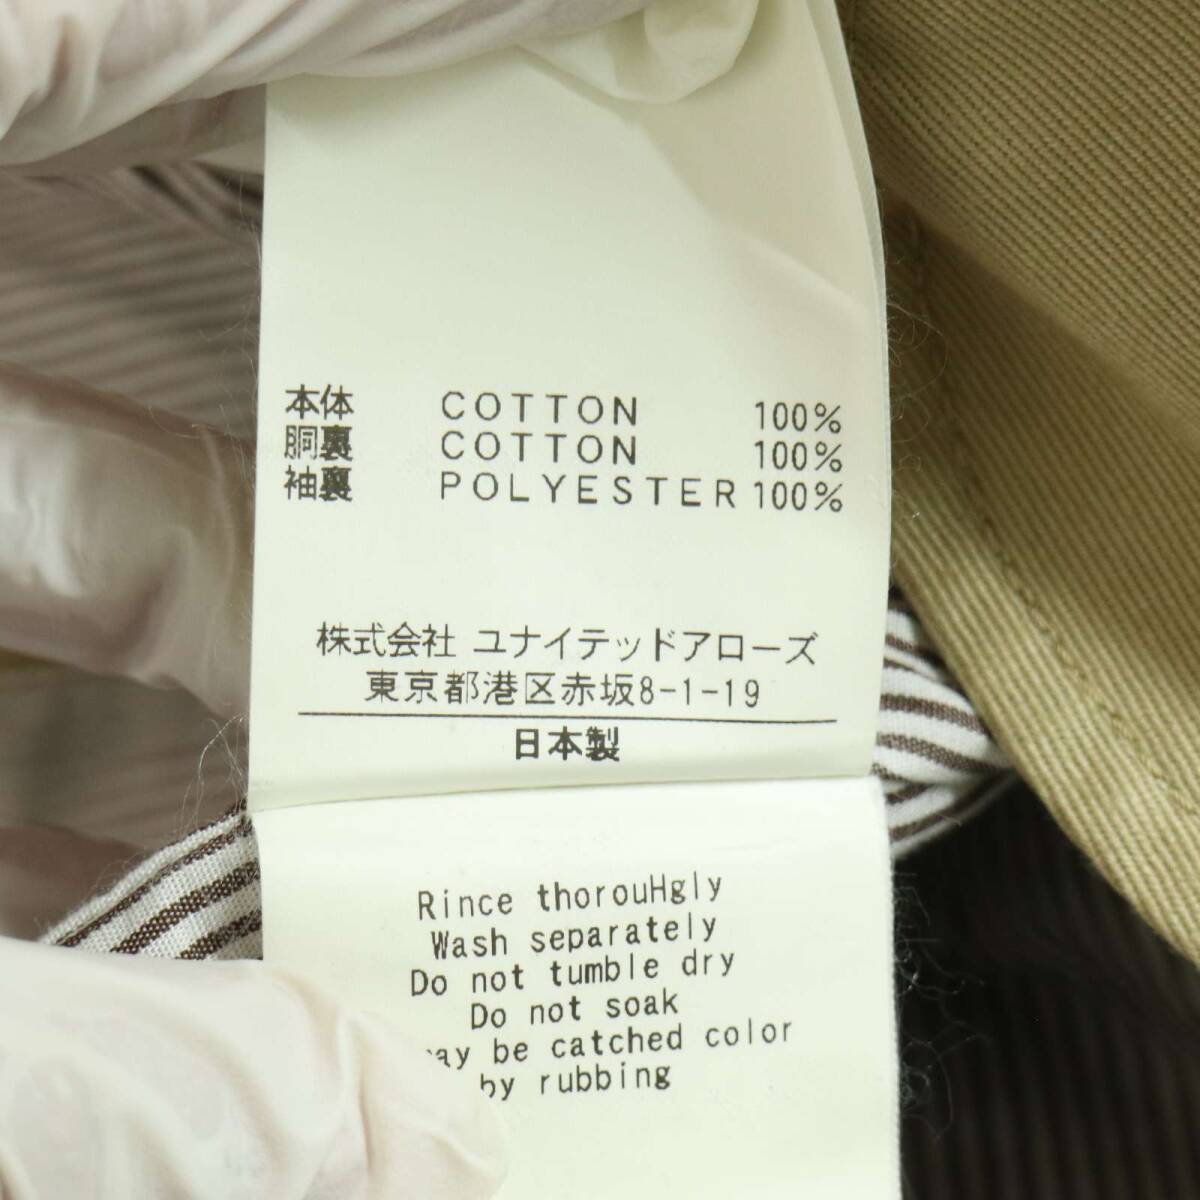 本体 COTTON 100%
胴裏 COTTON 100%
袖裏 POLYESTER 100%
株式会社 ユナイテッドアローズ
東京都港区赤坂8-1-19
日本製
Rince thorouHgly
Wash separately
Do not tumble dry
Do not soak
be catched color
by rubbing